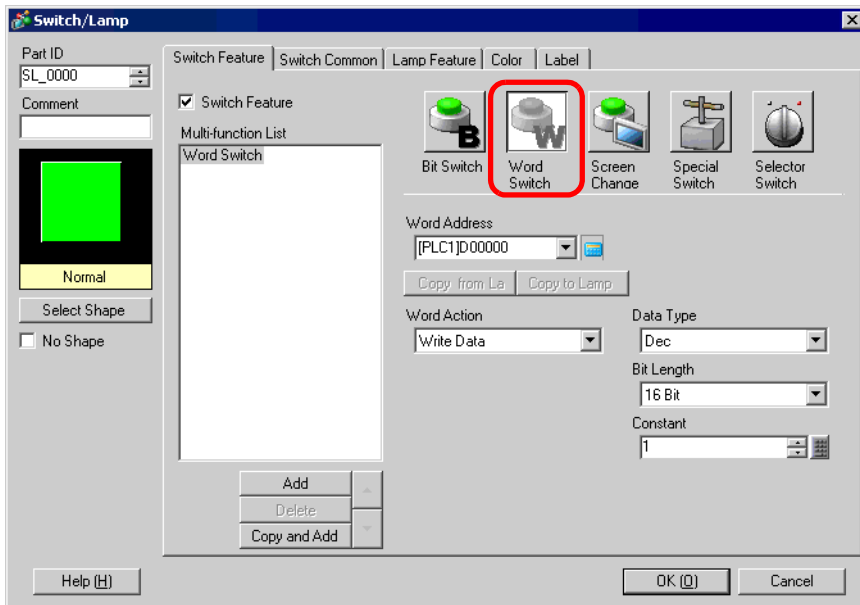 Switch/Lamp
Part ID
SL_0000
Comment
Normal
Select Shape
No Shape
Switch Feature
Switch Common
Lamp Feature
Color
Label
Switch Feature
Multi-function List
Word Switch
Add
Delete
Copy and Add
B
Bit Switch
W
Word
Switch
Screen
Change
Special
Switch
Selector
Switch
Word Address
[PLC1]D00000
Copy from La
Copy to Lamp
Word Action
Write Data
Data Type
Dec
Bit Length
16 Bit
Constant
1
Help (H)
OK (O)
Cancel